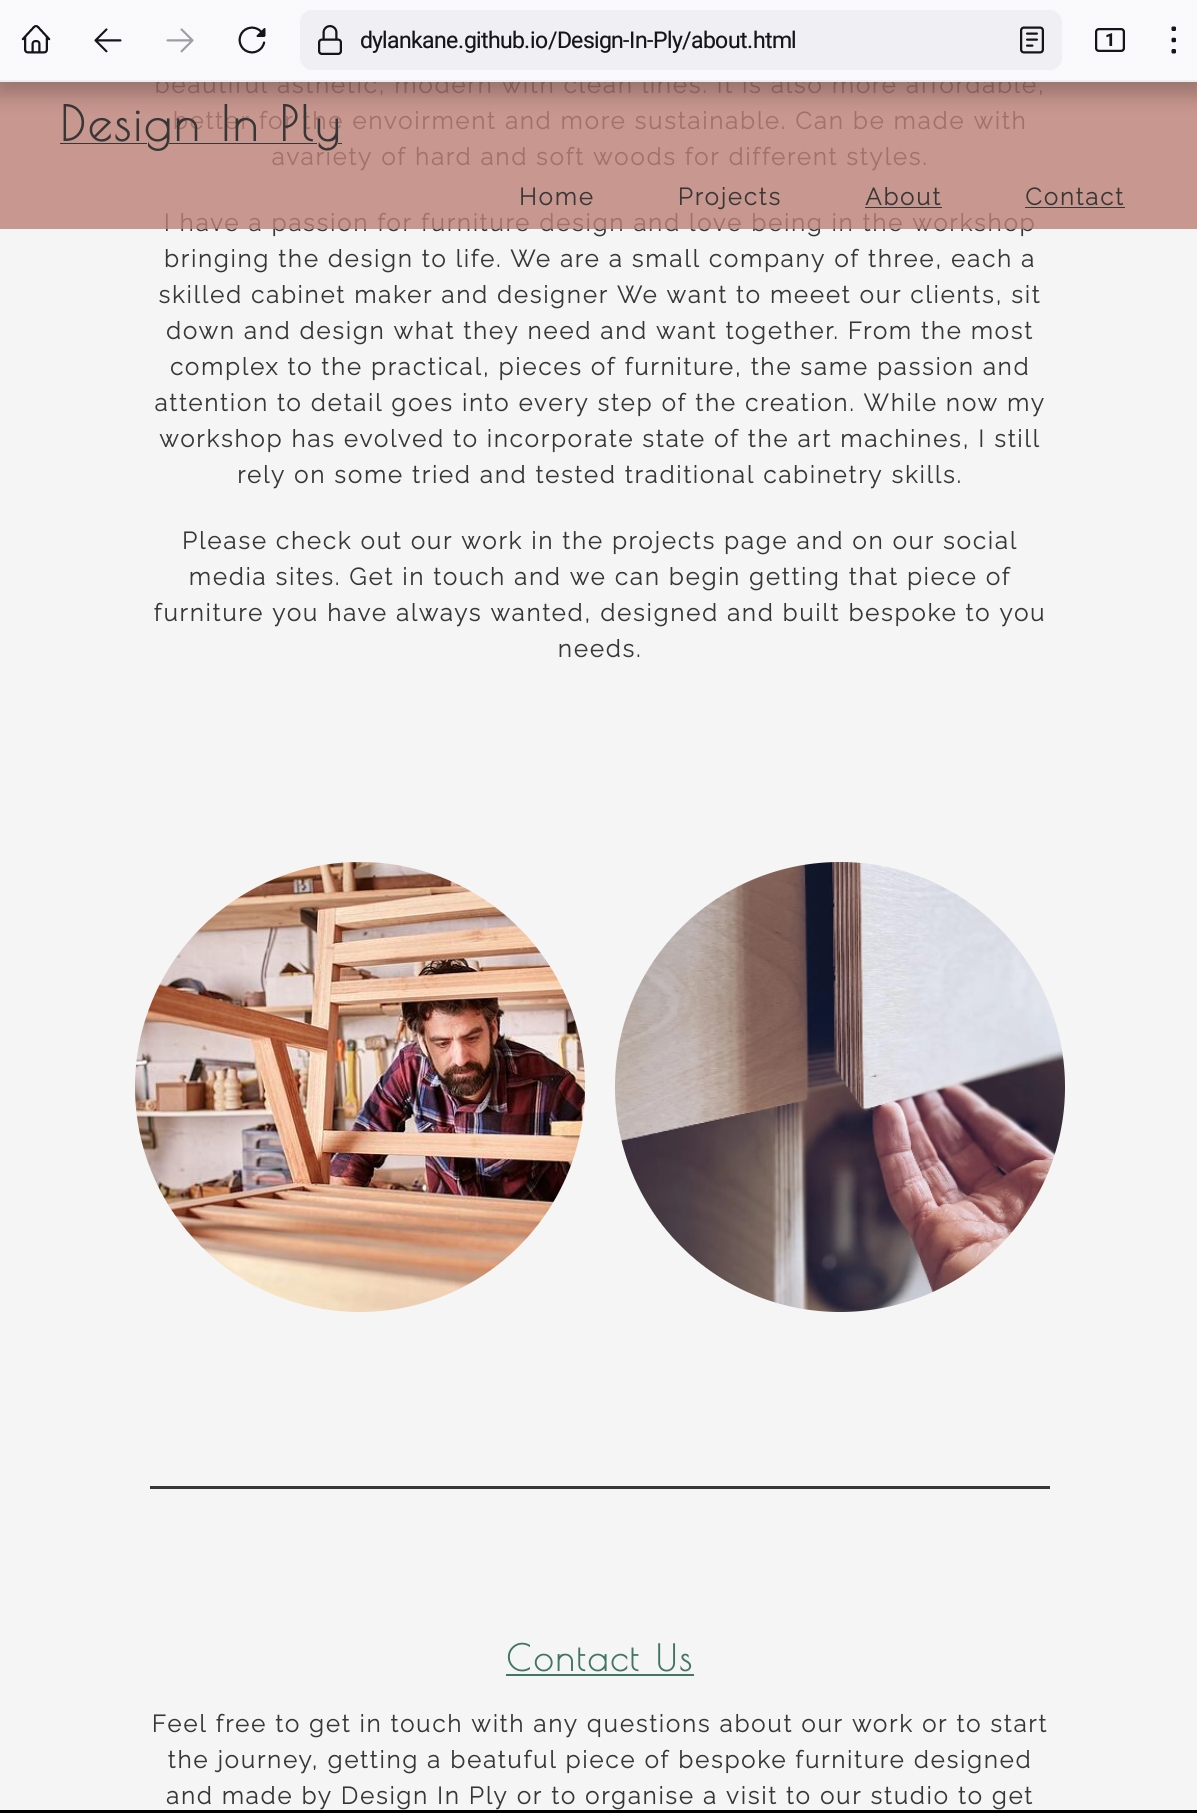 dylankane.github.io/Design-In-Ply/about.html
1
beautiful asthetic, modern with clean lines. It is also more affordable,
Design In Ply
better for the envoirment and more sustainable. Can be made with
avariety of hard and soft woods for different styles.
Home Projects About Contact
I have a passion for furniture design and love being in the workshop
bringing the design to life. We are a small company of three, each a
skilled cabinet maker and designer We want to meeet our clients, sit
down and design what they need and want together. From the most
complex to the practical, pieces of furniture, the same passion and
attention to detail goes into every step of the creation. While now my
workshop has evolved to incorporate state of the art machines, I still
rely on some tried and tested traditional cabinetry skills.
Please check out our work in the projects page and on our social
media sites. Get in touch and we can begin getting that piece of
furniture you have always wanted, designed and built bespoke to you
needs.
Contact Us
Feel free to get in touch with any questions about our work or to start
the journey, getting a beatuful piece of bespoke furniture designed
and made by Design In Ply or to organise a visit to our studio to get